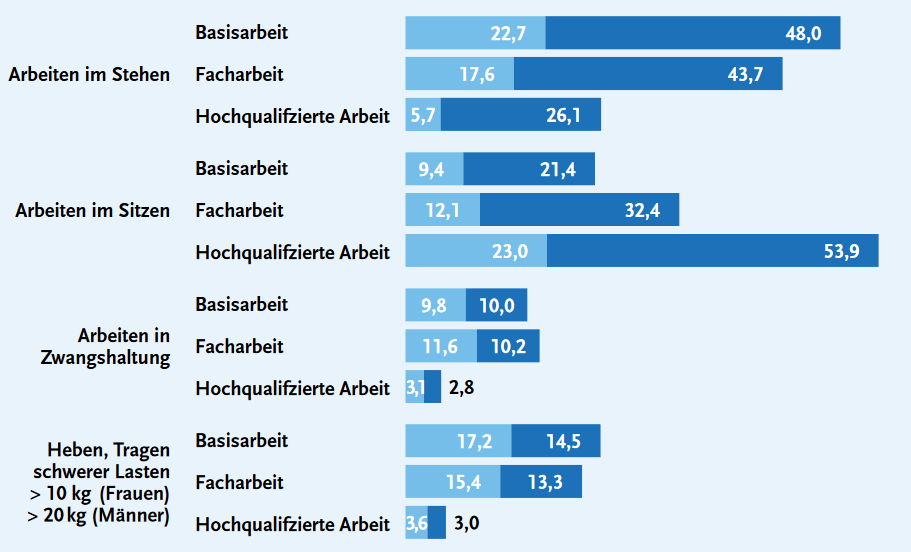 Arbeiten im Stehen
Basisarbeit 22,7 48,0
Facharbeit 17,6 43,7
Hochqualifzierte Arbeit 5,7 26,1
Arbeiten im Sitzen
Basisarbeit 9,4 21,4
Facharbeit 12,1 32,4
Hochqualifzierte Arbeit 23,0 53,9
Arbeiten in
Zwangshaltung
Basisarbeit 9,8 10,0
Facharbeit 11,6 10,2
Hochqualifzierte Arbeit 3,1 2,8
Heben, Tragen
schwerer Lasten
> 10 kg (Frauen)
> 20 kg (Männer)
Basisarbeit 17,2 14,5
Facharbeit 15,4 13,3
Hochqualifzierte Arbeit 3,6 3,0